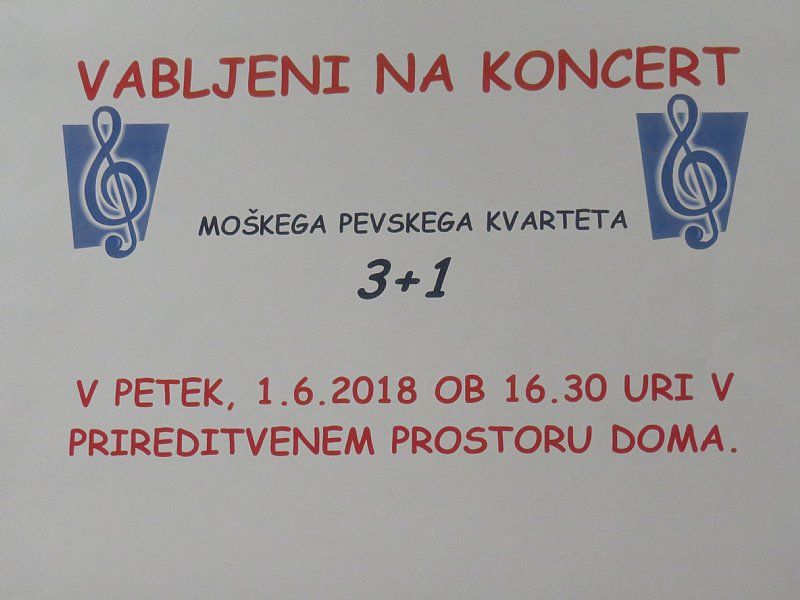 VABLJENI NA KONCERT
MOŠKEGA PEVSKEGA KVARTETA
3+1
V PETEK, 1.6.2018 OB 16.30 URI V
PRIREDITVENEM PROSTORU DOMA.